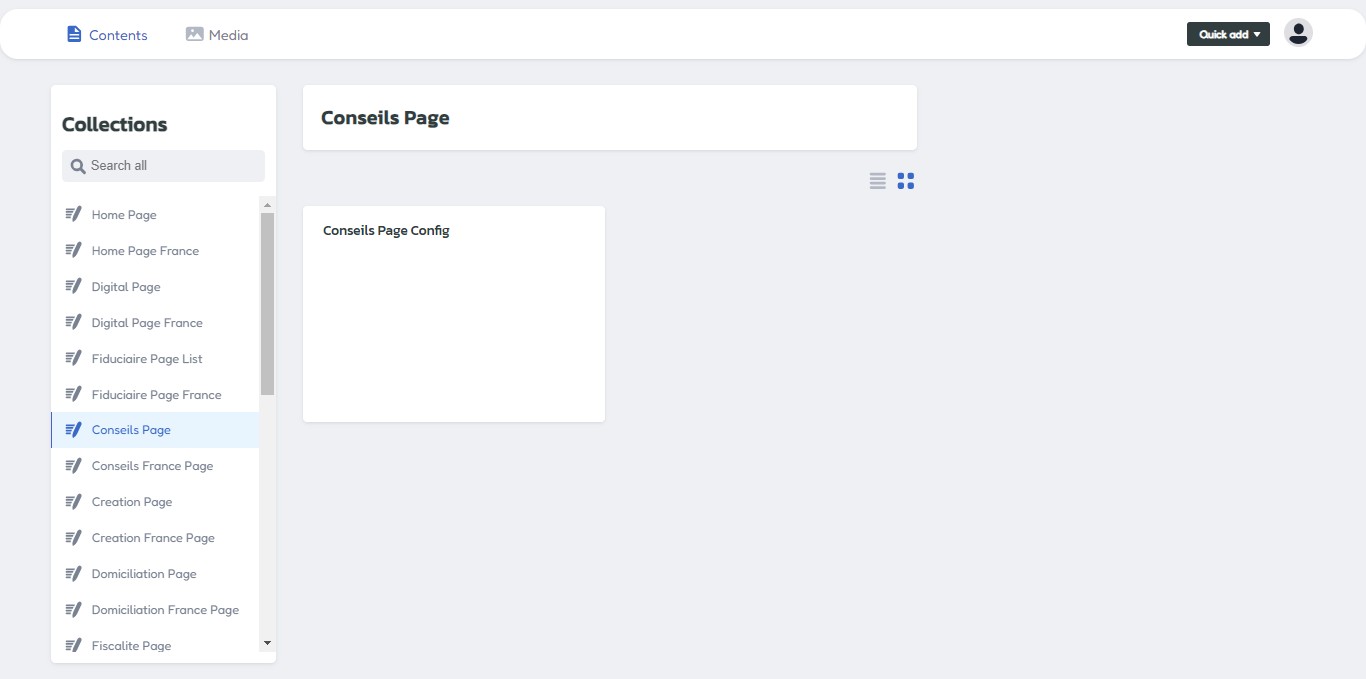 Contents
Media
Quick add
Collections
Search all
Home Page
Home Page France
Digital Page
Digital Page France
Fiduciaire Page List
Fiduciaire Page France
Conseils Page
Conseils France Page
Creation Page
Creation France Page
Domiciliation Page
Domiciliation France Page
Fiscalite Page
Conseils Page
Conseils Page Config